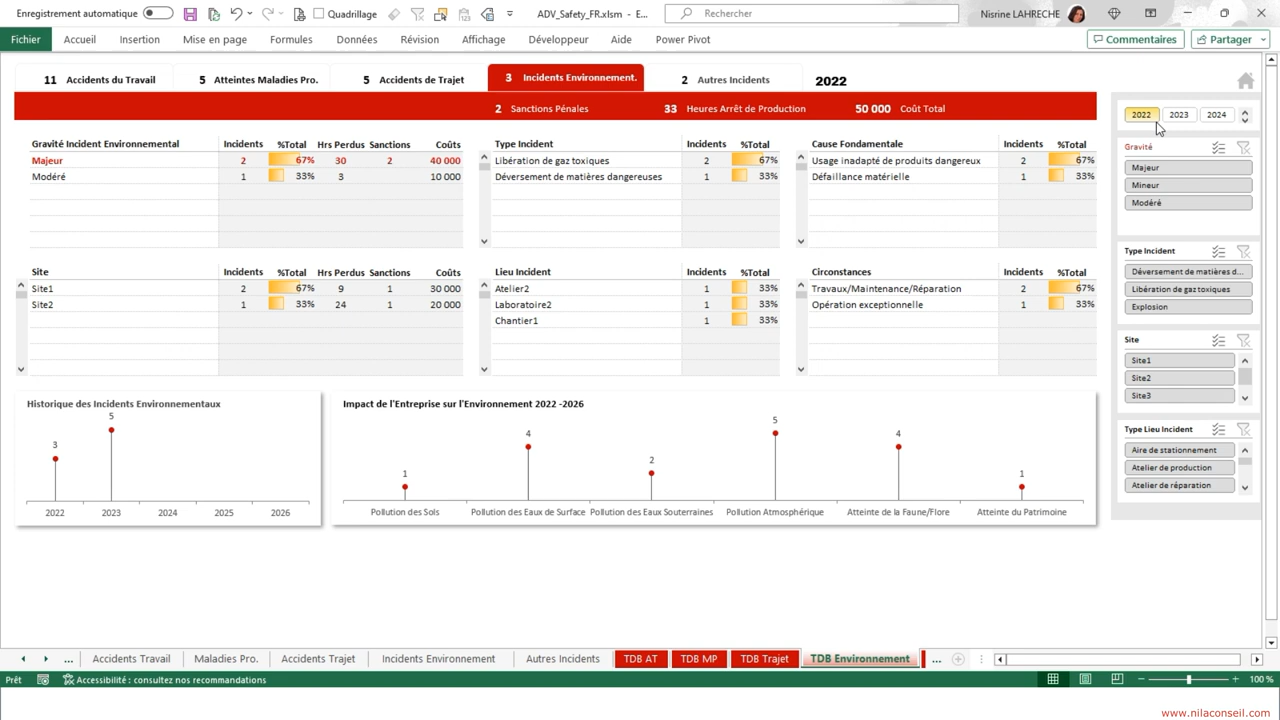 Enregistrement automatique
Quadrillage
ADV_Safety_FR.xlsm - E...
Rechercher
Nisrine LAHRECHE
Fichier Accueil Insertion Mise en page Formules Données Révision Affichage Développeur Aide Power Pivot Commentaires Partager
11 Accidents du Travail 5 Atteintes Maladies Pro. 5 Accidents de Trajet 3 Incidents Environnement. 2 Autres Incidents 2022
2 Sanctions Pénales 33 Heures Arrêt de Production 50 000 Coût Total
2022 2023 2024
Gravité Incident Environnemental Incidents %Total Hrs Perdus Sanctions Coûts
Majeur 2 67% 30 2 40 000
Modéré 1 33% 3 10 000
Type Incident Incidents %Total
Libération de gaz toxiques 2 67%
Déversement de matières dangereuses 1 33%
Cause Fondamentale Incidents %Total
Usage inadapté de produits dangereux 2 67%
Défaillance matérielle 1 33%
Gravité
Majeur
Mineur
Modéré
Site Incidents %Total Hrs Perdus Sanctions Coûts
Site1 2 67% 9 1 30 000
Site2 1 33% 24 1 20 000
Lieu Incident Incidents %Total
Atelier2 1 33%
Laboratoire2 1 33%
Chantier1 1 33%
Circonstances Incidents %Total
Travaux/Maintenance/Réparation 2 67%
Opération exceptionnelle 1 33%
Type Incident
Déversement de matières d...
Libération de gaz toxiques
Explosion
Site
Site1
Site2
Site3
Type Lieu Incident
Aire de stationnement
Atelier de production
Atelier de réparation
Historique des Incidents Environnementaux
3 5
2022 2023 2024 2025 2026
Impact de l'Entreprise sur l'Environnement 2022 -2026
1 4 2 5 4 1
Pollution des Sols Pollution des Eaux de Surface Pollution des Eaux Souterraines Pollution Atmosphérique Atteinte de la Faune/Flore Atteinte du Patrimoine
... Accidents Travail Maladies Pro. Accidents Trajet Incidents Environnement Autres Incidents TDB AT TDB MP TDB Trajet TDB Environnement ...
Prêt Accessibilité : consultez nos recommandations 100 %
www.nilaconseil.com